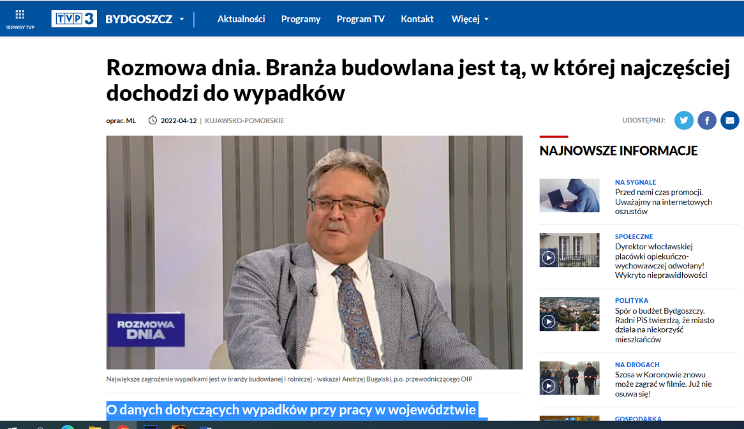 SERWISY TVP
TVP3 BYDGOSZCZ
Aktualności Programy Program TV Kontakt Więcej
Rozmowa dnia. Branża budowlana jest tą, w której najczęściej
dochodzi do wypadków
oprac. ML 2022-04-12 | KUJAWSKO-POMORSKIE
UDOSTĘPNIJ:
ROZMOWA
DNIA
Największe zagrożenie wypadkami jest w branży budowlanej i rolniczej - wskazał Andrzej Bugalski, p.o. przewodniczącego OIP
O danych dotyczących wypadków przy pracy w województwie
NAJNOWSZE INFORMACJE
NA SYGNALE
Przed nami czas promocji.
Uważajmy na internetowych
oszustów
SPOŁECZNE
Dyrektor włocławskiej
placówki opiekuńczo-
wychowawczej odwołany!
Wykryto nieprawidłowości
POLITYKA
Spór o budżet Bydgoszczy.
Radni PiS twierdzą, że miasto
działa na niekorzyść
mieszkańców
NA DROGACH
Szosa w Koronowie znowu
może zagrać w filmie. Już nie
osuwa się!
GOSPODARKA